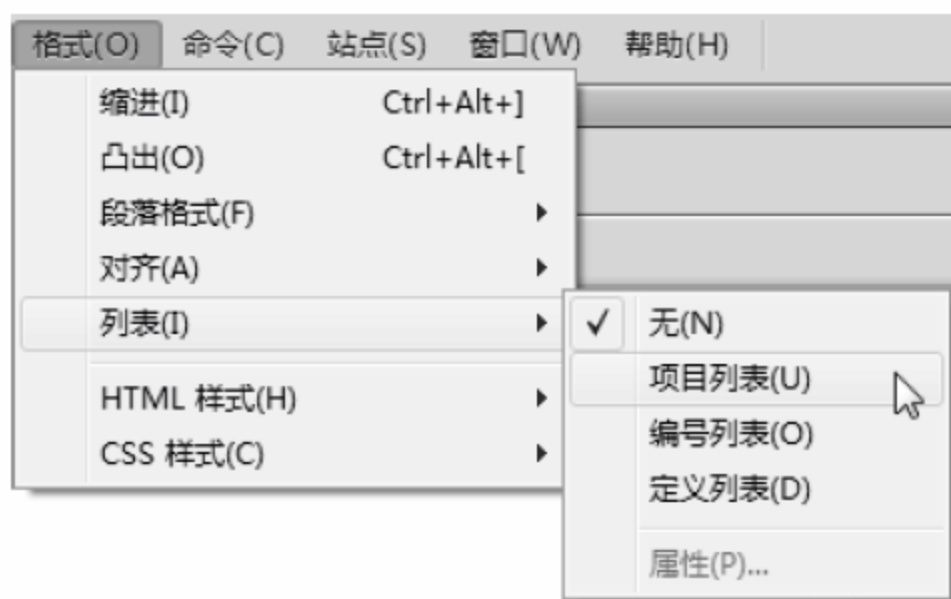 格式(O) 命令(C) 站点(S) 窗口(W) 帮助(H)
缩进(I) Ctrl+Alt+]
凸出(O) Ctrl+Alt+[
段落格式(F)
对齐(A)
列表(I)
HTML 样式(H)
CSS 样式(C)
无(N)
项目列表(U)
编号列表(O)
定义列表(D)
属性(P)...